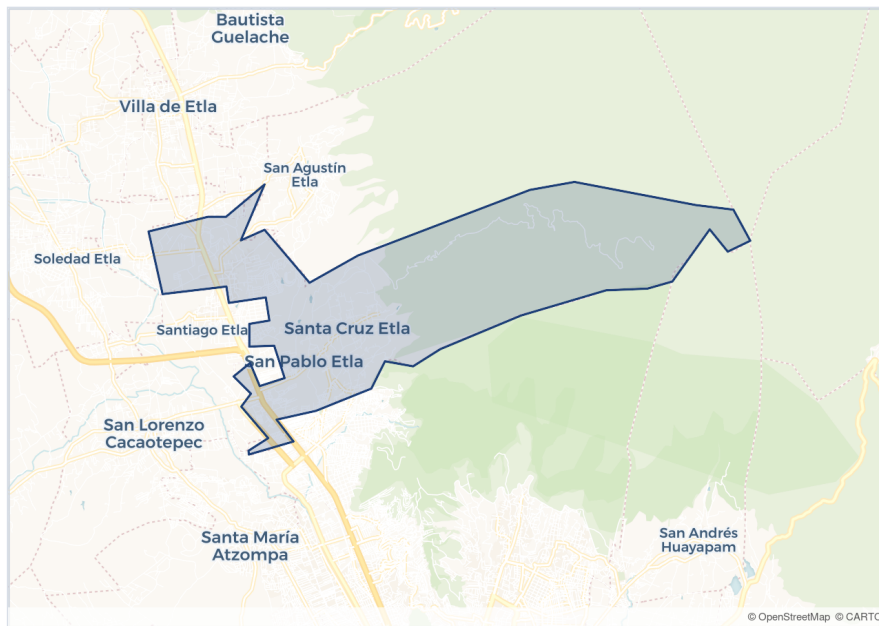 Bautista
Guelache
Villa de Etla
San Agustín
Etla
Soledad Etla
Santiago Etla
Santa Cruz Etla
San Pablo Etla
San Lorenzo
Cacaotepec
Santa María
Atzompa
San Andrés
Huayapam
© OpenStreetMap © CARTO